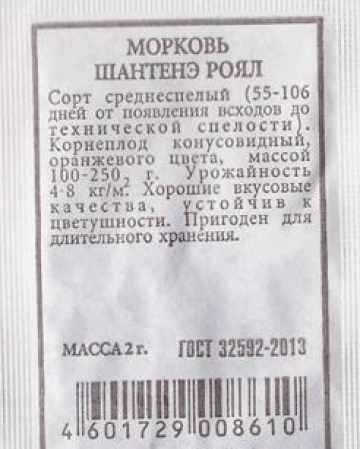 МОРКОВЬ
ШАНТЕНЭ РОЯЛ
Сорт среднеспелый (55-106
дней от появления всходов до
технической спелости).
Корнеплод конусовидный,
оранжевого цвета, массой
100-250 г. Урожайность
4-8 кг/м². Хорошие вкусовые
качества, устойчив к
цветушности. Пригоден для
длительного хранения.
МАССА 2 г. ГОСТ 32592-2013
4 601729 008610